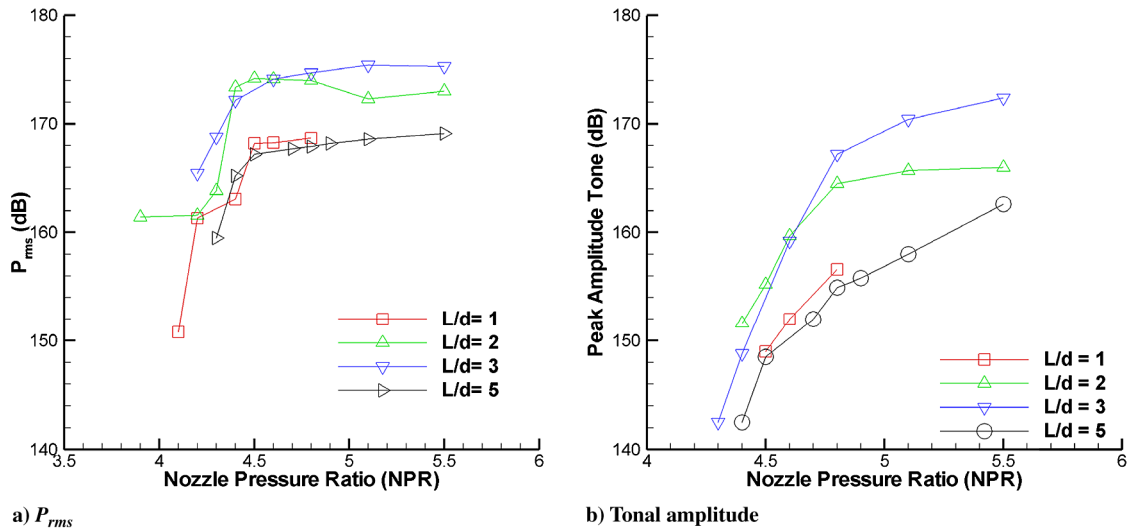 180
170
160
150
140
P_rms (dB)
L/d= 1
L/d= 2
L/d= 3
L/d= 5
3.5 4 4.5 5 5.5 6
Nozzle Pressure Ratio (NPR)
a) P_rms
180
170
160
150
140
Peak Amplitude Tone (dB)
L/d = 1
L/d = 2
L/d = 3
L/d = 5
4 4.5 5 5.5 6
Nozzle Pressure Ratio (NPR)
b) Tonal amplitude